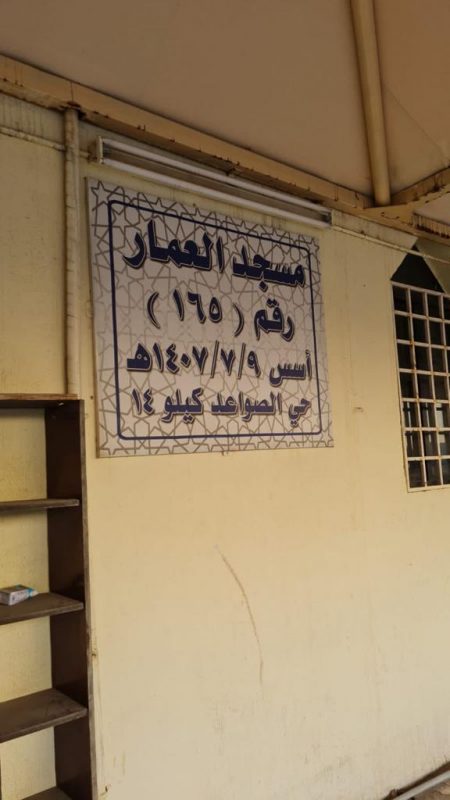 مسجد العمار
رقم ( ١٦٥ )
أسس ١٤٠٧/٧/٩هـ
حي الصواعد كيلو ١٤